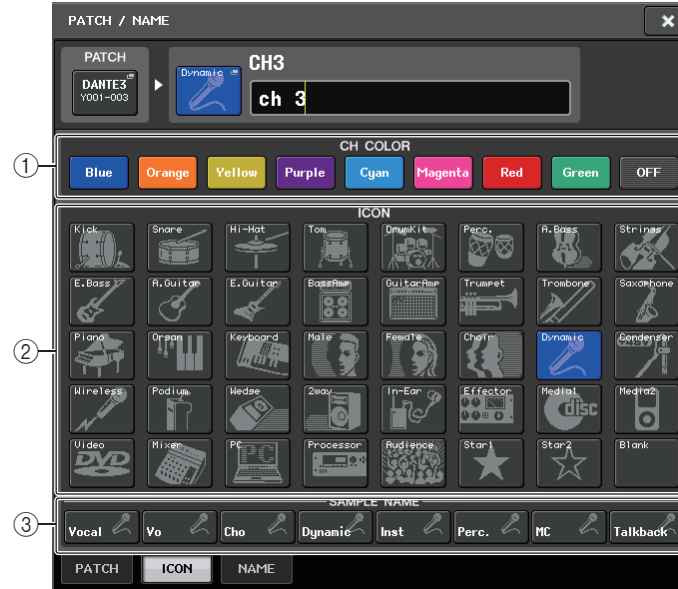 PATCH / NAME
PATCH
DANTE3
Y001-003
Dynamic
CH3
ch 3
①
CH COLOR
Blue Orange Yellow Purple Cyan Magenta Red Green OFF
②
ICON
Kick Snare Hi-Hat Tom DrumKit Perc. A.Bass Strings
E.Bass A.Guitar E.Guitar BassAmp GuitarAmp Trumpet Trombone Saxophone
Piano Organ Keyboard Male Female Choir Dynamic Condenser
Wireless Podium Wedge 2way In-Ear Effector Media1 Media2
disc
Video Mixer PC Processor Audience Star1 Star2 Blank
DVD PC
③
SAMPLE NAME
Vocal Vo Cho Dynamic Inst Perc. MC Talkback
PATCH ICON NAME